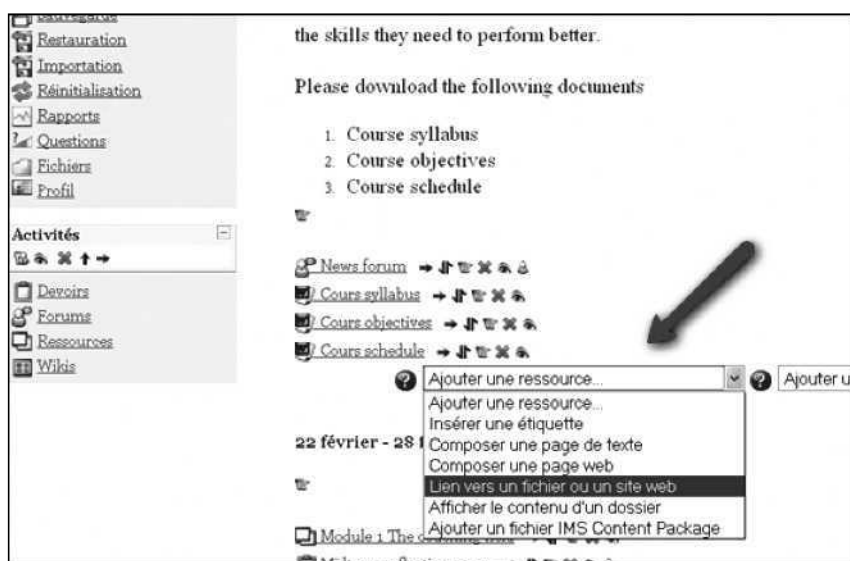 Sauvegarde
Restauration
Importation
Réinitialisation
Rapports
Questions
Fichiers
Profil
Activités
Devoirs
Forums
Ressources
Wikis
the skills they need to perform better.
Please download the following documents
1. Course syllabus
2. Course objectives
3. Course schedule
News forum
Cours syllabus
Cours objectives
Cours schedule
Ajouter une ressource... Ajouter u
Ajouter une ressource...
Insérer une étiquette
22 février - 28 f Composer une page de texte
Composer une page web
Lien vers un fichier ou un site web
Afficher le contenu d'un dossier
Module 1 The Ajouter un fichier IMS Content Package